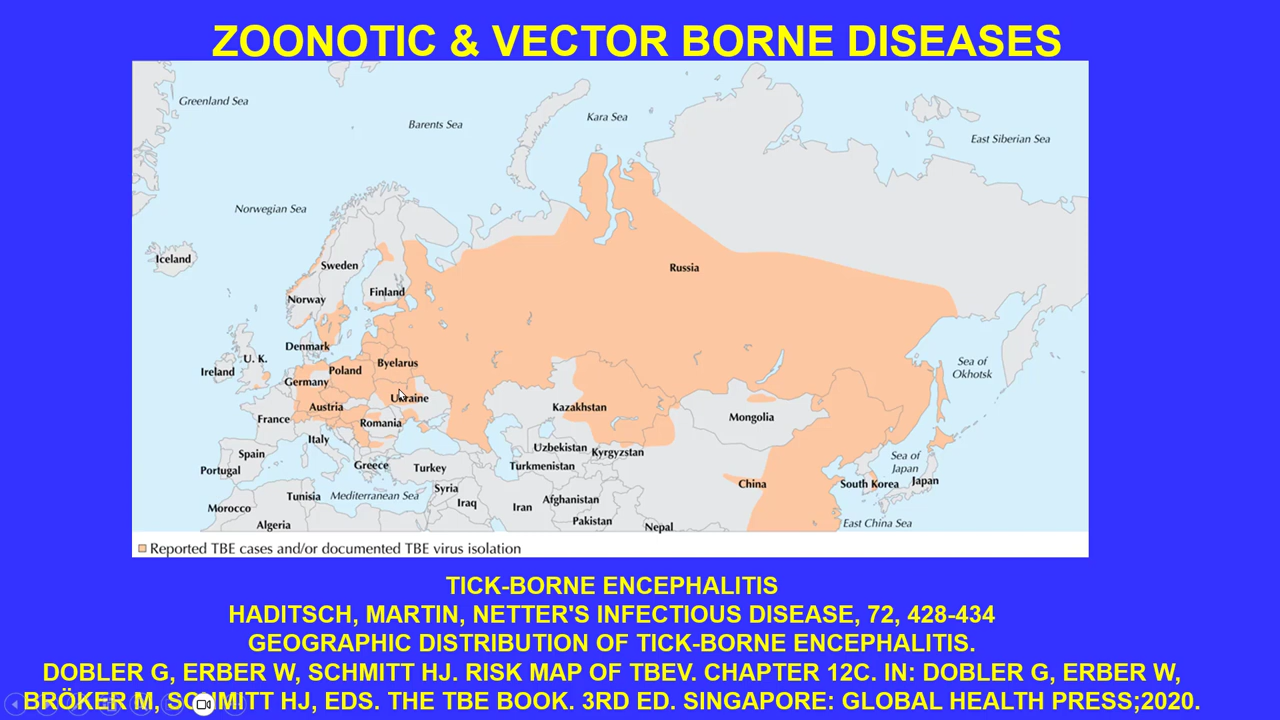 ZOONOTIC & VECTOR BORNE DISEASES
Greenland Sea
Barents Sea
Kara Sea
East Siberian Sea
Norwegian Sea
Iceland
Sweden
Russia
Finland
Norway
Denmark
U. K.
Ireland
Byelarus
Poland
Germany
Sea of
Okhotsk
Ukraine
Austria
Kazakhstan
France
Romania
Mongolia
Italy
Spain
Uzbekistan
Kyrgyzstan
Sea of
Japan
Portugal
Greece
Turkey
Turkmenistan
China
South Korea
Japan
Syria
Tunisia
Mediterranean Sea
Iraq
Iran
Afghanistan
Morocco
Algeria
Pakistan
Nepal
East China Sea
Reported TBE cases and/or documented TBE virus isolation
TICK-BORNE ENCEPHALITIS
HADITSCH, MARTIN, NETTER'S INFECTIOUS DISEASE, 72, 428-434
GEOGRAPHIC DISTRIBUTION OF TICK-BORNE ENCEPHALITIS.
DOBLER G, ERBER W, SCHMITT HJ. RISK MAP OF TBEV. CHAPTER 12C. IN: DOBLER G, ERBER W,
BRÖKER M, SCHMITT HJ, EDS. THE TBE BOOK. 3RD ED. SINGAPORE: GLOBAL HEALTH PRESS;2020.